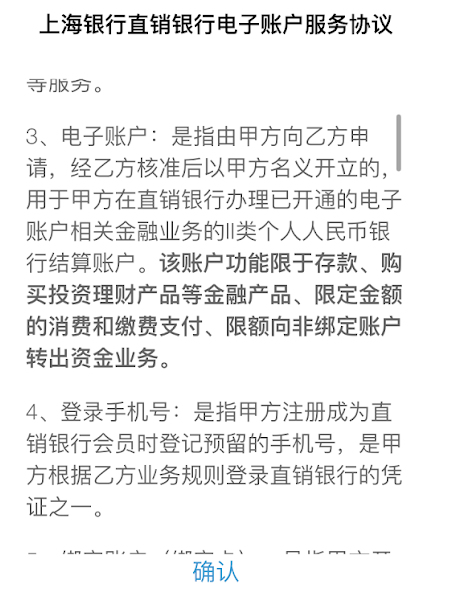 上海银行直销银行电子账户服务协议
等服务。
3、电子账户：是指由甲方向乙方申
请，经乙方核准后以甲方名义开立的，
用于甲方在直销银行办理已开通的电子
账户相关金融业务的II类个人人民币银
行结算账户。该账户功能限于存款、购
买投资理财产品等金融产品、限定金额
的消费和缴费支付、限额向非绑定账户
转出资金业务。
4、登录手机号：是指甲方注册成为直
销银行会员时登记预留的手机号，是甲
方根据乙方业务规则登录直销银行的凭
证之一。
确认